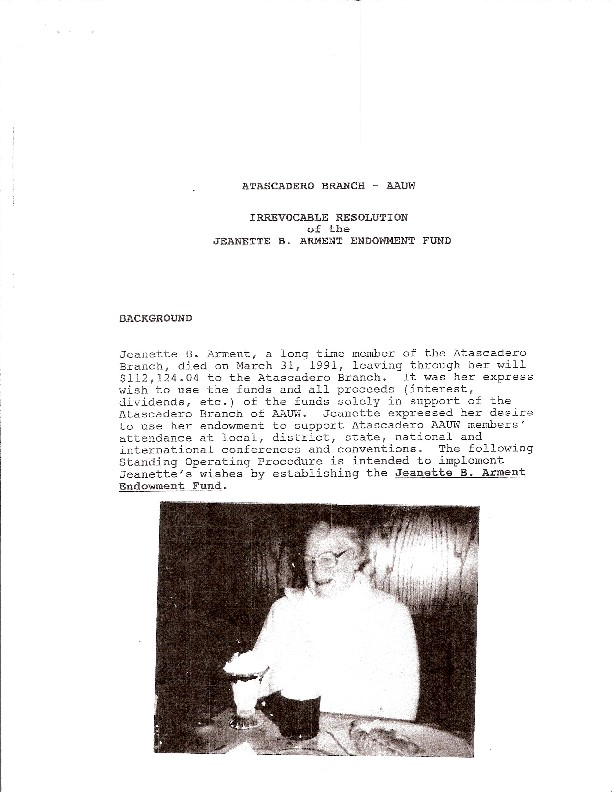 ATASCADERO BRANCH - AAUW
IRREVOCABLE RESOLUTION
of the
JEANETTE B. ARMENT ENDOWMENT FUND
BACKGROUND
Jeanette B. Arment, a long time member of the Atascadero
Branch, died on March 31, 1991, leaving through her will
$112,124.04 to the Atascadero Branch.  It was her express
wish to use the funds and all proceeds (interest,
dividends, etc.) of the funds solely in support of the
Atascadero Branch of AAUW.  Jeanette expressed her desire
to use her endowment to support Atascadero AAUW members'
attendance at local, district, state, national and
international conferences and conventions.  The following
Standing Operating Procedure is intended to implement
Jeanette's wishes by establishing the Jeanette B. Arment
Endowment Fund.